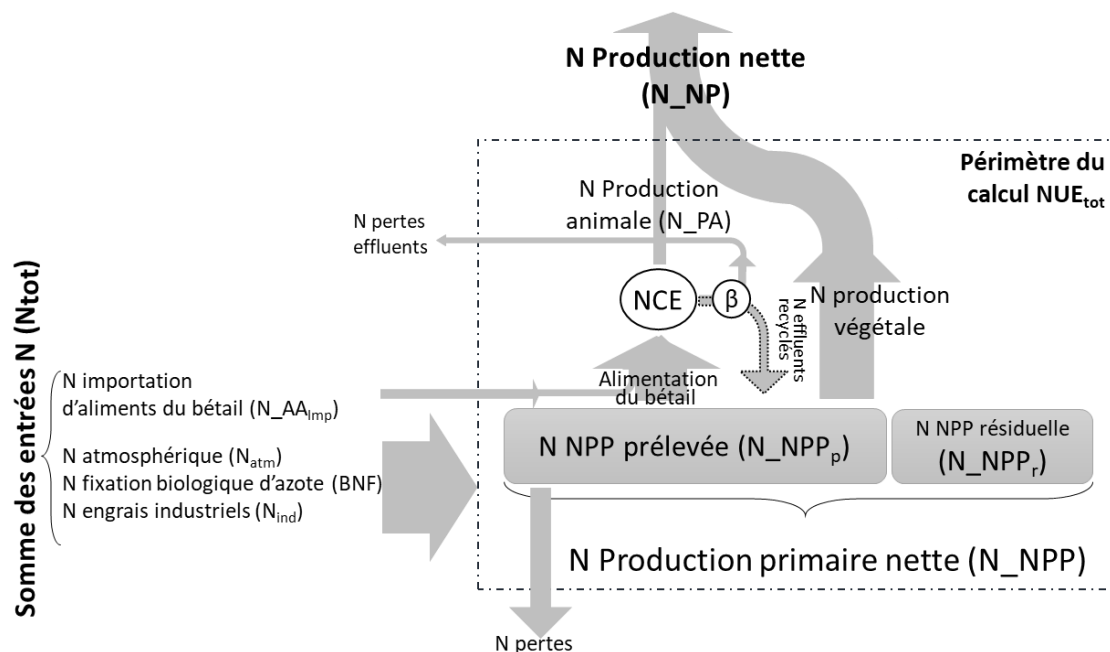 N Production nette
(N_NP)
Périmètre du
calcul NUEtot
N Production
animale (N_PA)
N pertes
effluents
NCE
β
N effluents
recyclés
N production
végétale
Somme des entrées N (Ntot)
N importation
d’aliments du bétail (N_AAImp)
Alimentation
du bétail
N atmosphérique (Natm)
N fixation biologique d’azote (BNF)
N engrais industriels (Nind)
N NPP prélevée (N_NPPp)
N NPP résiduelle
(N_NPPr)
N Production primaire nette (N_NPP)
N pertes